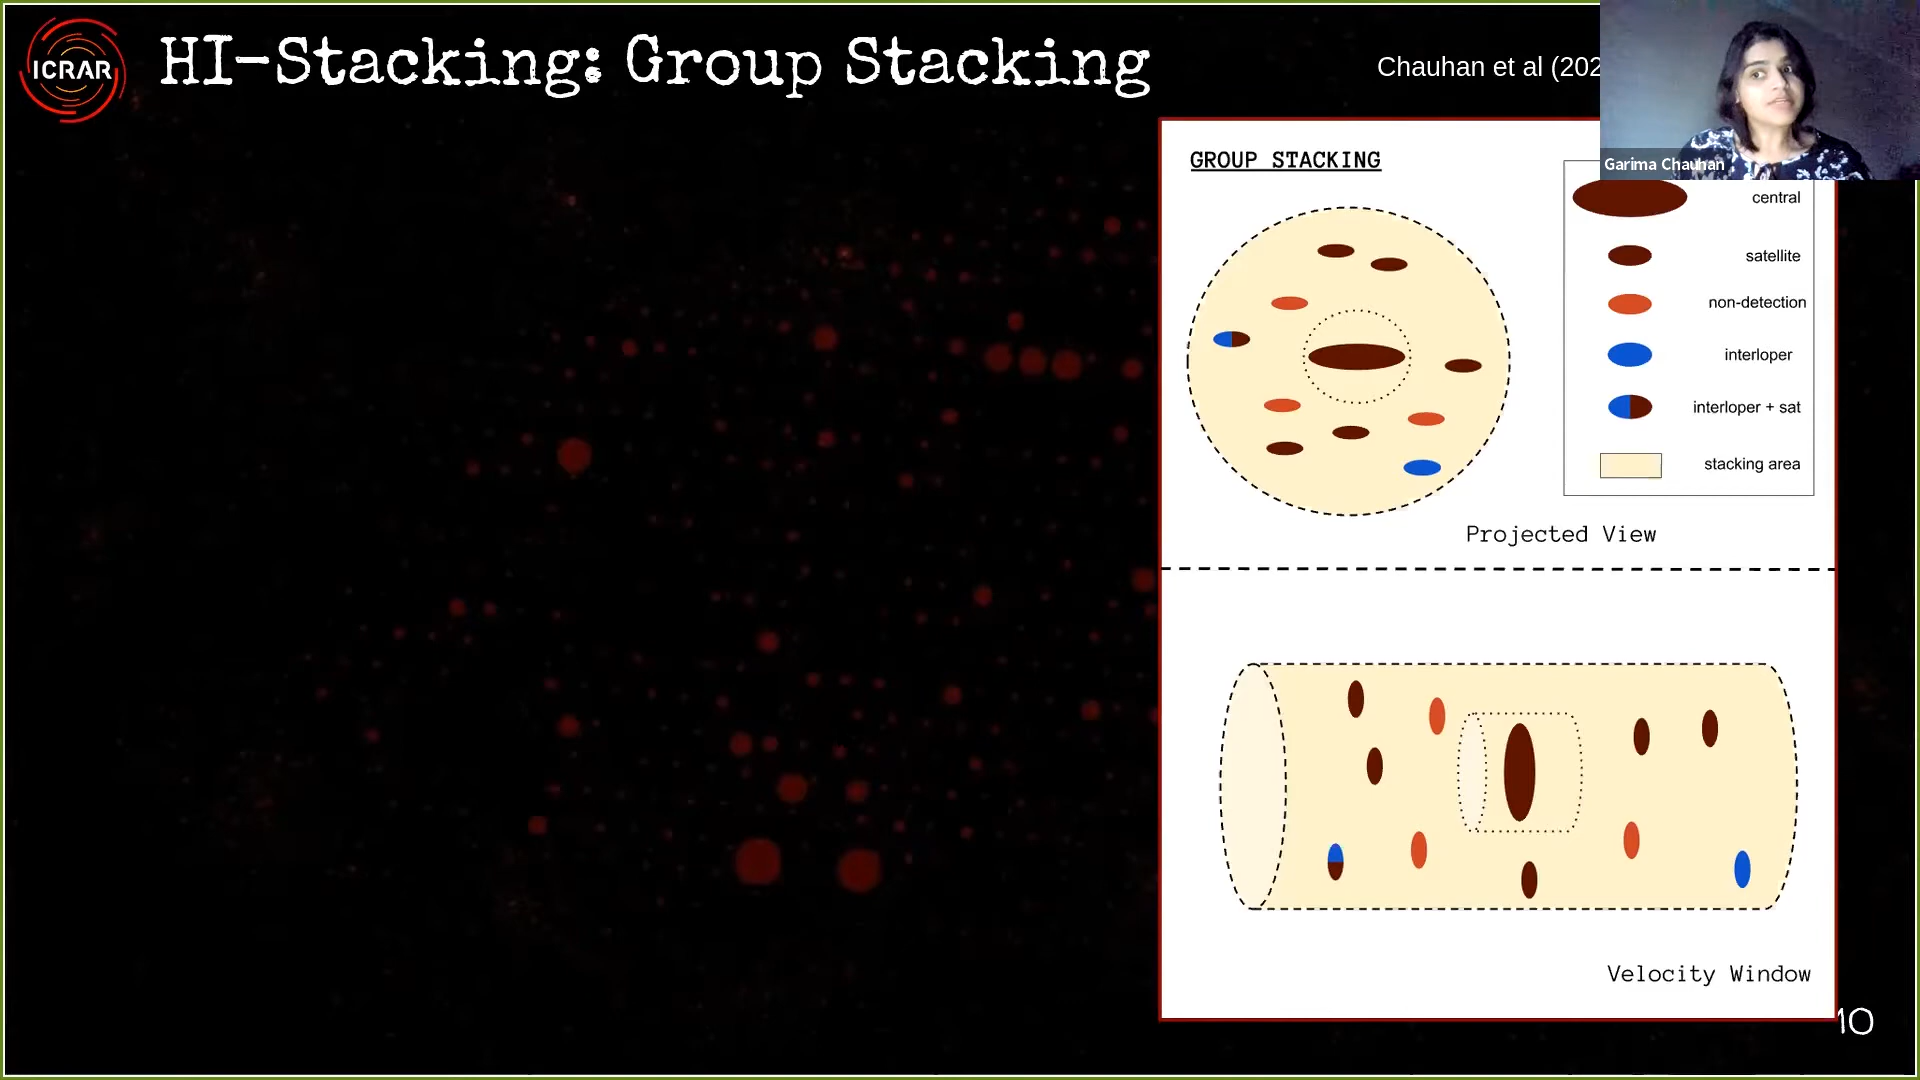 ICRAR
HI-Stacking: Group Stacking
Chauhan et al (202
Garima Chauhan
GROUP STACKING
central
satellite
non-detection
interloper
interloper + sat
stacking area
Projected View
Velocity Window
10